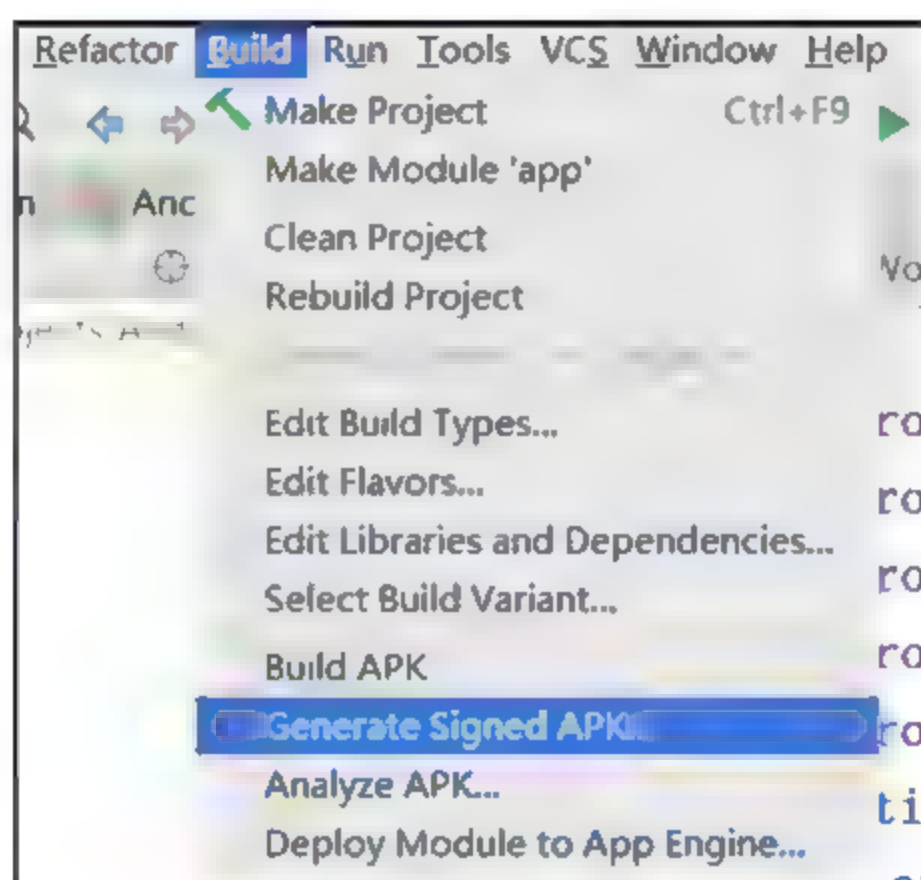 Refactor Build Run Tools VCS Window Help
Make Project Ctrl+F9
Make Module 'app'
Anc
Clean Project
Rebuild Project
Edit Build Types...
Edit Flavors...
Edit Libraries and Dependencies...
Select Build Variant...
Build APK
Generate Signed APK...
Analyze APK...
Deploy Module to App Engine...